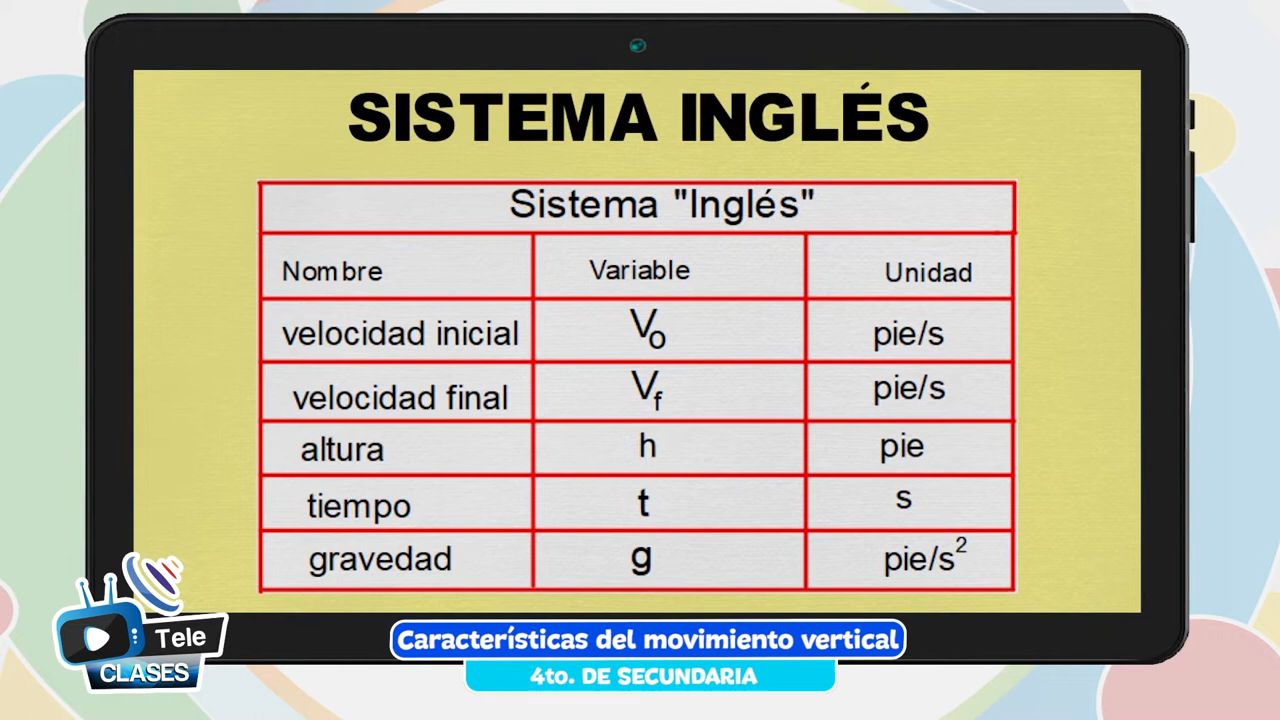 SISTEMA INGLÉS
Sistema "Inglés"
Nombre Variable Unidad
velocidad inicial Vo pie/s
velocidad final Vf pie/s
altura h pie
tiempo t s
gravedad g pie/s²
Tele
CLASES
Características del movimiento vertical
4to. DE SECUNDARIA